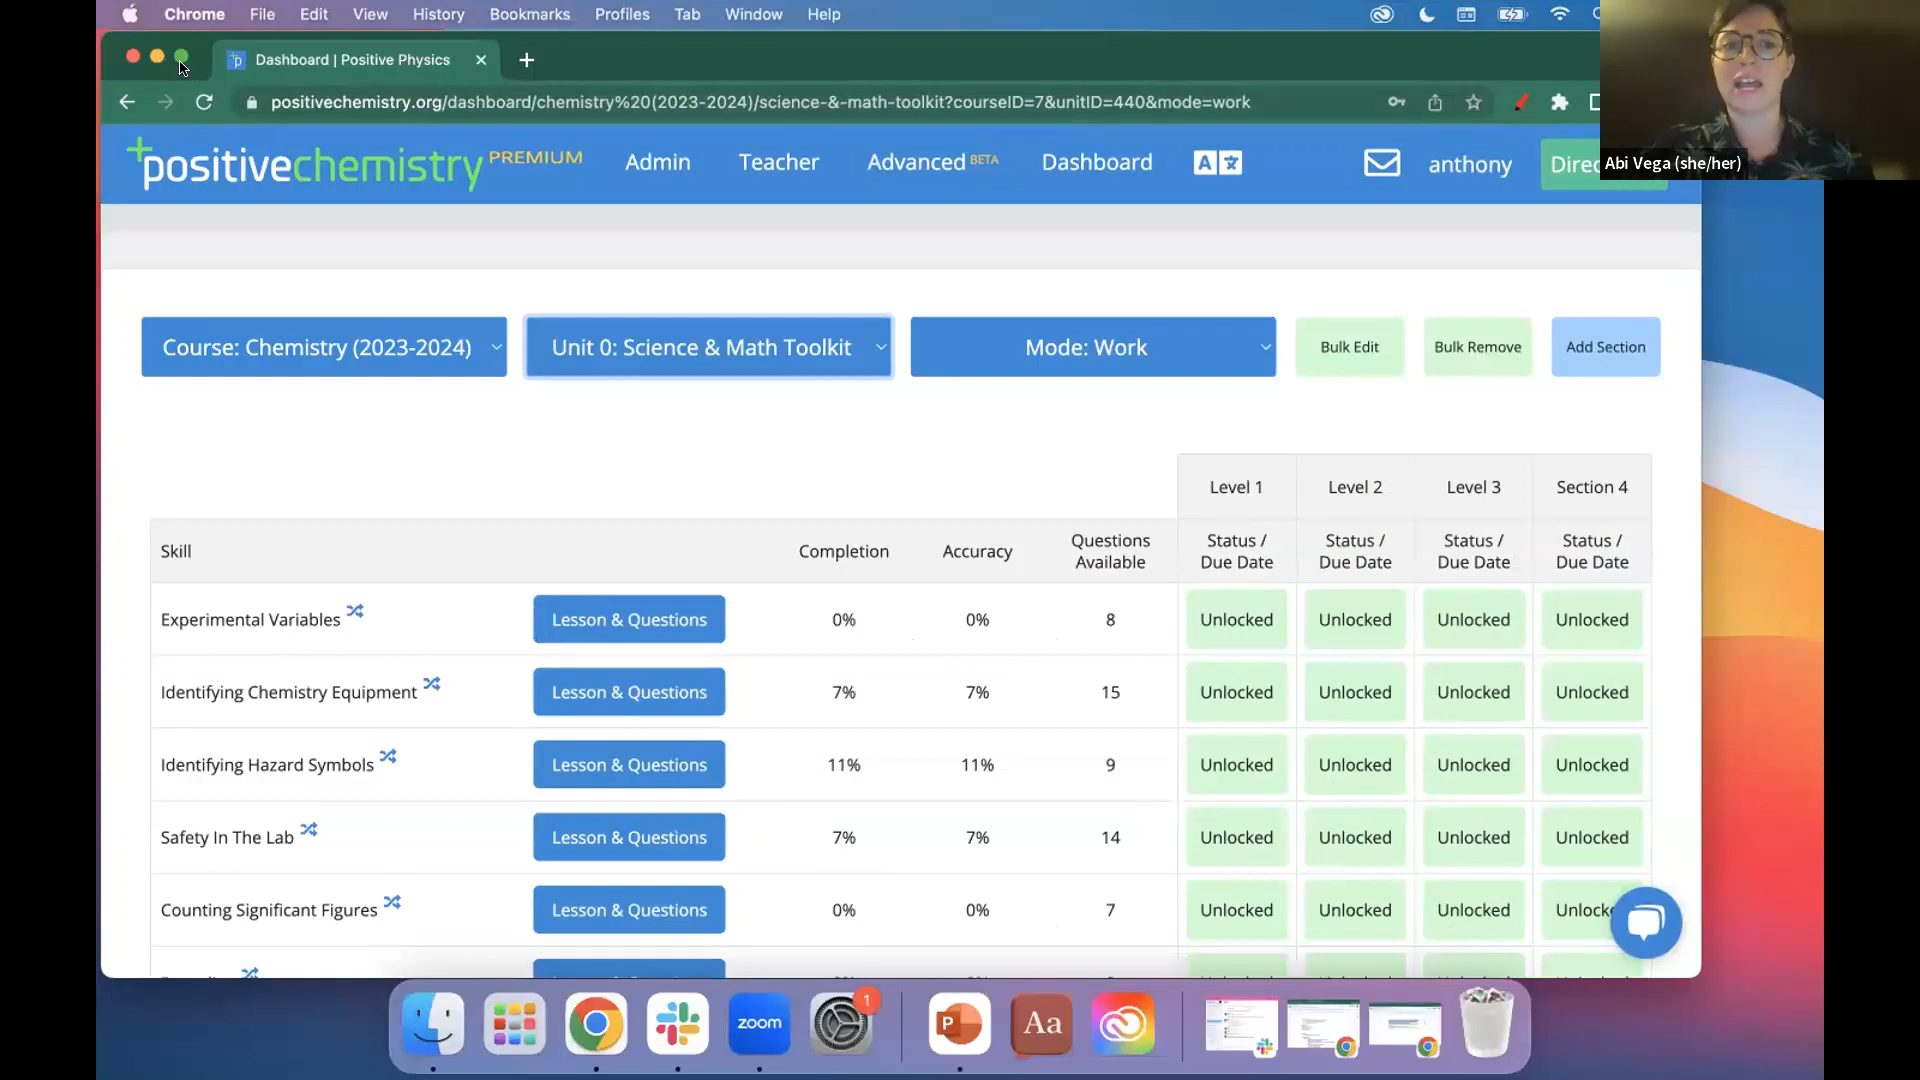 Chrome File Edit View History Bookmarks Profiles Tab Window Help
Dashboard | Positive Physics
positivechemistry.org/dashboard/chemistry%20(2023-2024)/science-&-math-toolkit?courseID=7&unitID=440&mode=work
positivechemistry PREMIUM Admin Teacher Advanced BETA Dashboard anthony
Abi Vega (she/her)
Course: Chemistry (2023-2024) Unit 0: Science & Math Toolkit Mode: Work Bulk Edit Bulk Remove Add Section
Level 1 Level 2 Level 3 Section 4
Skill Completion Accuracy Questions Available Status / Due Date Status / Due Date Status / Due Date Status / Due Date
Experimental Variables Lesson & Questions 0% 0% 8 Unlocked Unlocked Unlocked Unlocked
Identifying Chemistry Equipment Lesson & Questions 7% 7% 15 Unlocked Unlocked Unlocked Unlocked
Identifying Hazard Symbols Lesson & Questions 11% 11% 9 Unlocked Unlocked Unlocked Unlocked
Safety In The Lab Lesson & Questions 7% 7% 14 Unlocked Unlocked Unlocked Unlocked
Counting Significant Figures Lesson & Questions 0% 0% 7 Unlocked Unlocked Unlocked
zoom 1 P Aa